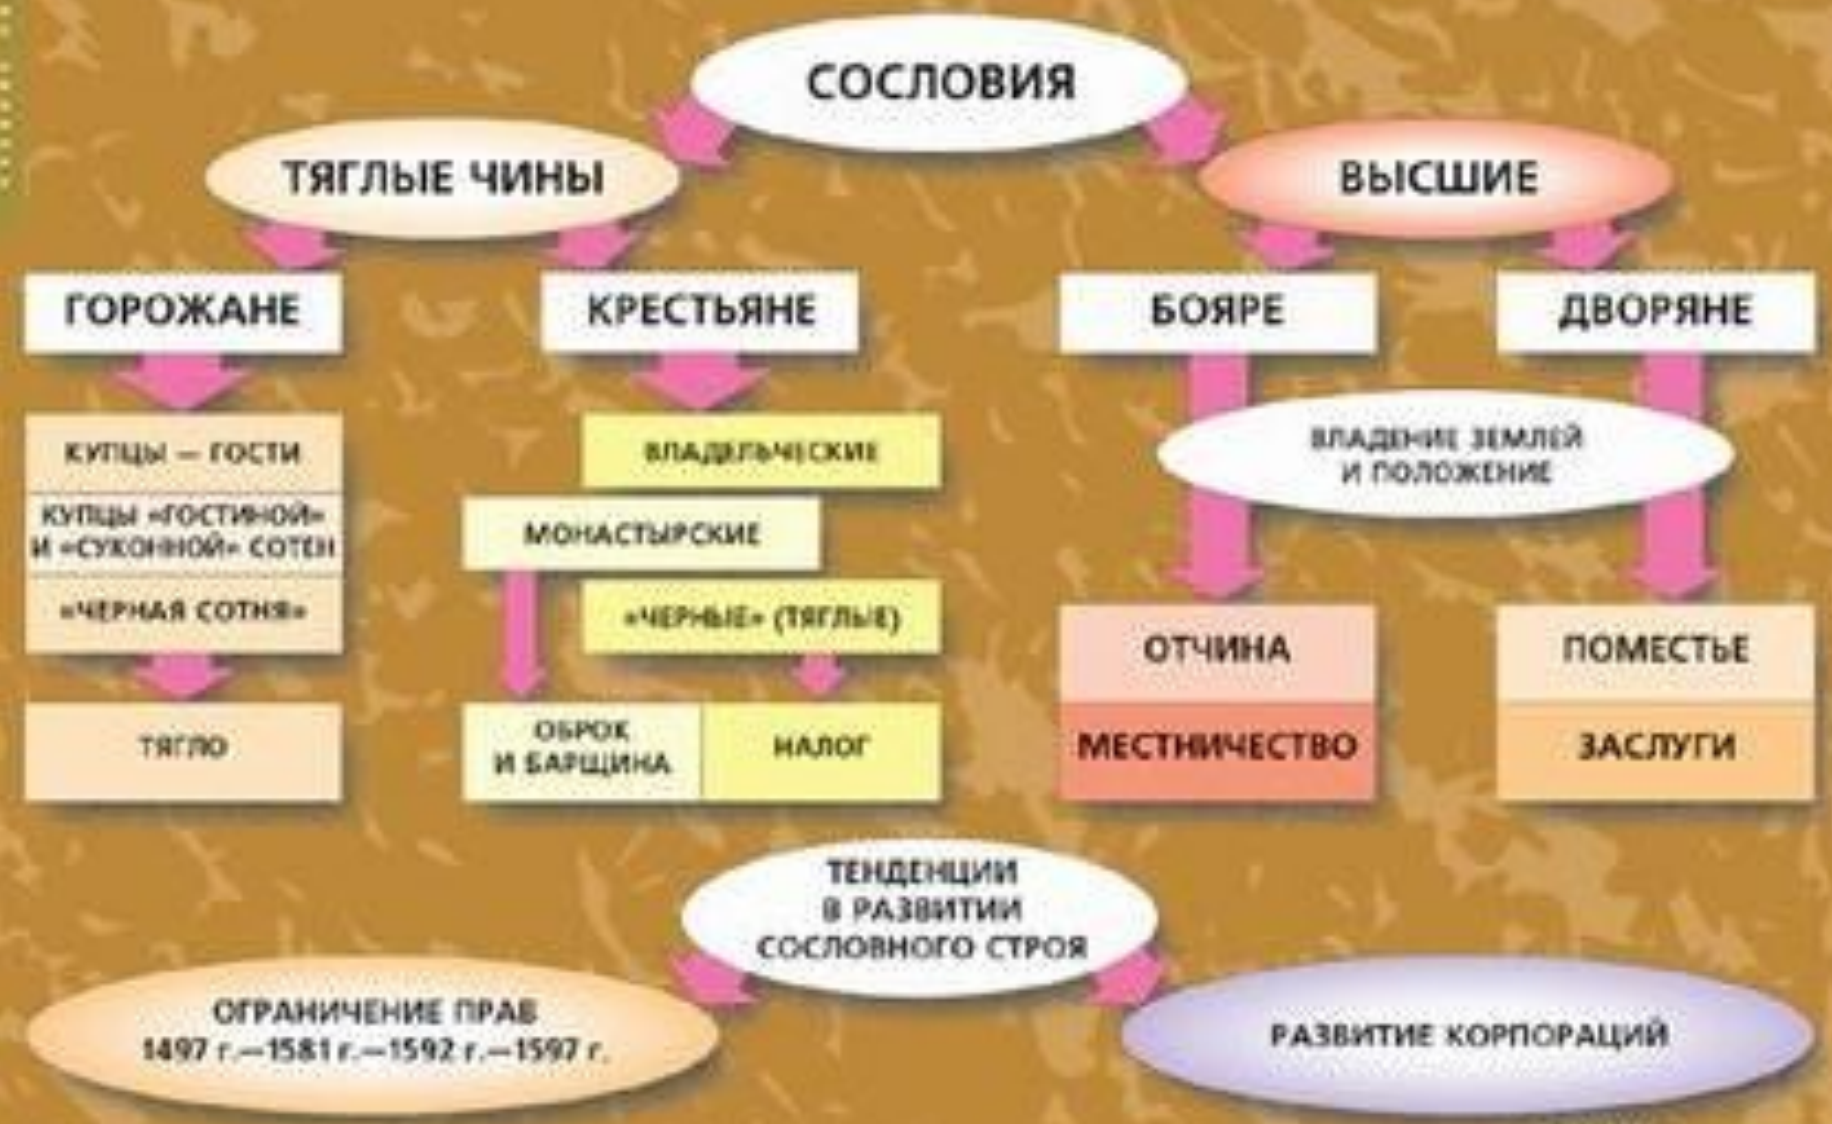 СОСЛОВИЯ
ТЯГЛЫЕ ЧИНЫ
ВЫСШИЕ
ГОРОЖАНЕ
КРЕСТЬЯНЕ
БОЯРЕ
ДВОРЯНЕ
КУПЦЫ — ГОСТИ
КУПЦЫ «ГОСТИНОЙ»
И «СУКОННОЙ» СОТЕН
«ЧЕРНАЯ СОТНЯ»
ТЯГЛО
ВЛАДЕЛЬЧЕСКИЕ
МОНАСТЫРСКИЕ
«ЧЕРНЫЕ» (ТЯГЛЫЕ)
ОБРОК
И БАРЩИНА
НАЛОГ
ВЛАДЕНИЕ ЗЕМЛЕЙ
И ПОЛОЖЕНИЕ
ОТЧИНА
МЕСТНИЧЕСТВО
ПОМЕСТЬЕ
ЗАСЛУГИ
ТЕНДЕНЦИИ
В РАЗВИТИИ
СОСЛОВНОГО СТРОЯ
ОГРАНИЧЕНИЕ ПРАВ
1497 г.—1581 г.—1592 г.—1597 г.
РАЗВИТИЕ КОРПОРАЦИЙ